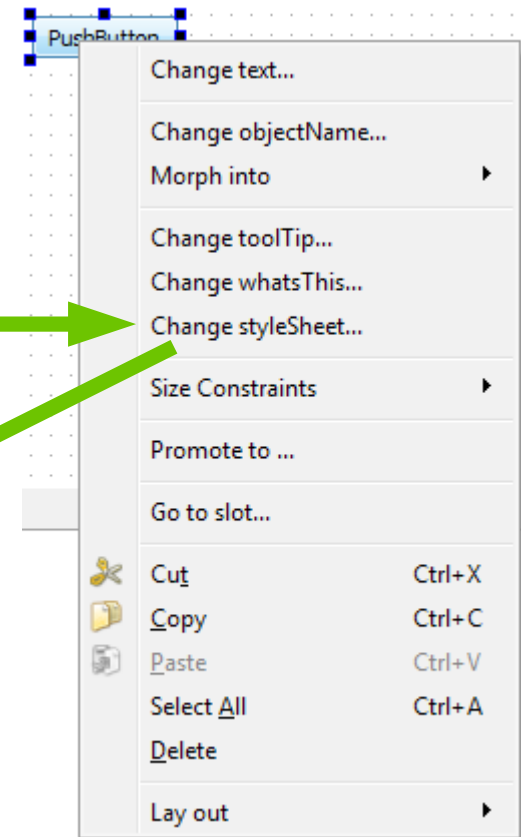 PushButton
Change text...
Change objectName...
Morph into
Change toolTip...
Change whatsThis...
Change styleSheet...
Size Constraints
Promote to ...
Go to slot...
Cut Ctrl+X
Copy Ctrl+C
Paste Ctrl+V
Select All Ctrl+A
Delete
Lay out